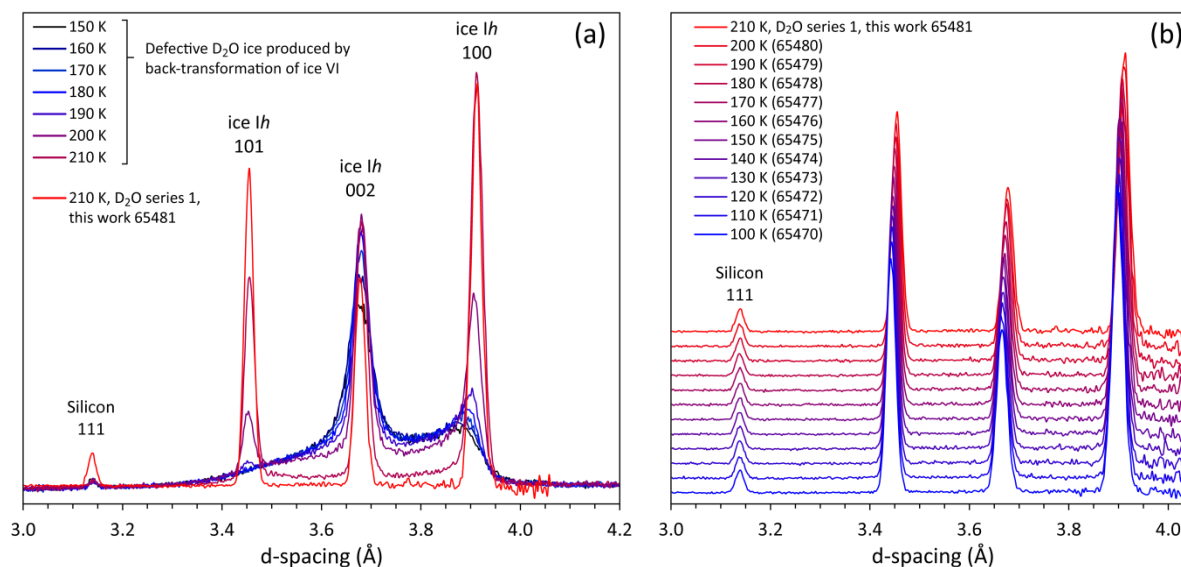 (a)
150 K
160 K
170 K
180 K
190 K
200 K
210 K
Defective D₂O ice produced by
back-transformation of ice VI
210 K, D₂O series 1,
this work 65481
ice Ih
101
ice Ih
002
ice Ih
100
Silicon
111
3.0 3.2 3.4 3.6 3.8 4.0 4.2
d-spacing (Å)
(b)
210 K, D₂O series 1, this work 65481
200 K (65480)
190 K (65479)
180 K (65478)
170 K (65477)
160 K (65476)
150 K (65475)
140 K (65474)
130 K (65473)
120 K (65472)
110 K (65471)
100 K (65470)
Silicon
111
3.0 3.2 3.4 3.6 3.8 4.0
d-spacing (Å)